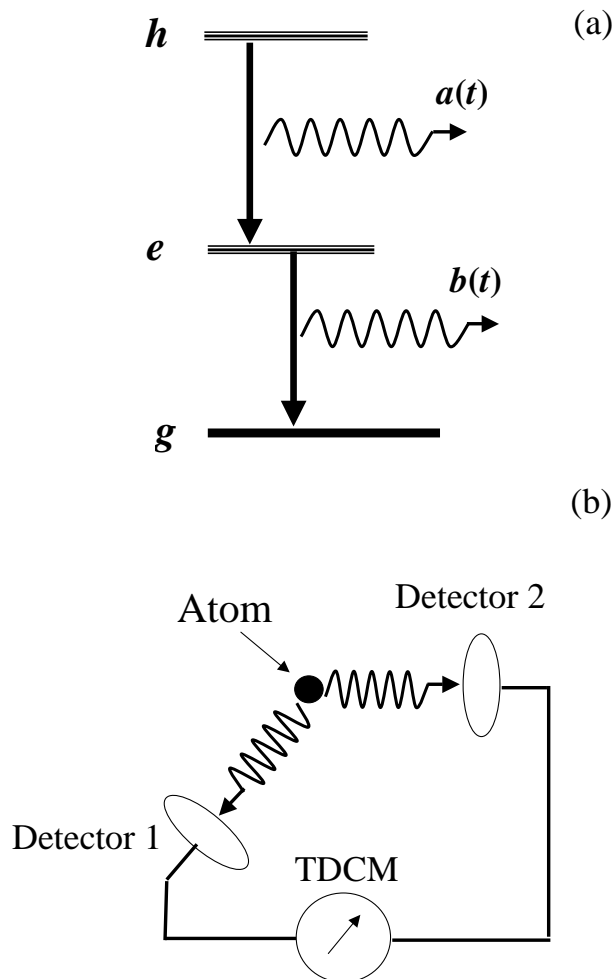 (a)
h
a(t)
e
b(t)
g
(b)
Detector 2
Atom
Detector 1
TDCM